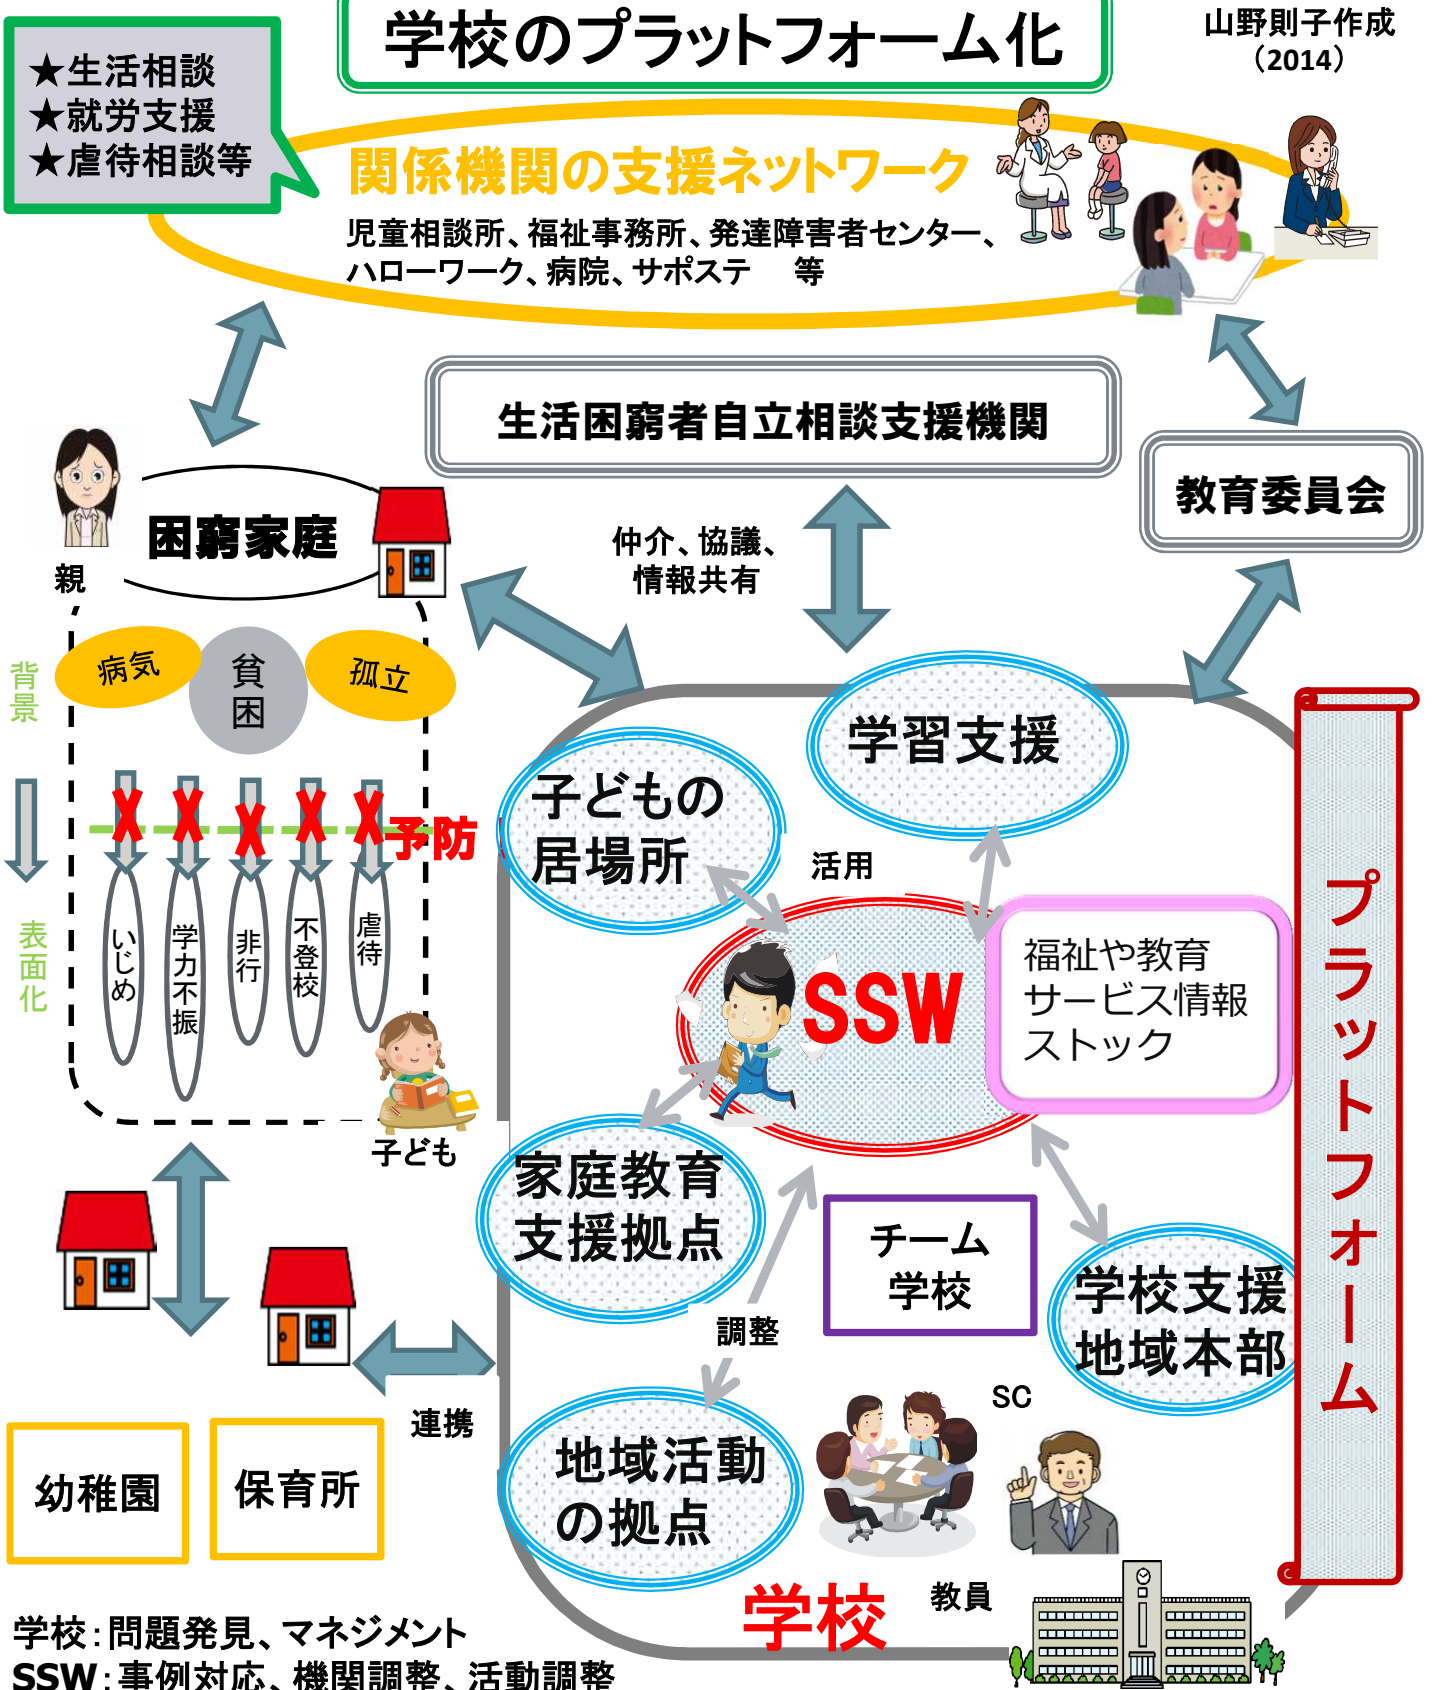 学校のプラットフォーム化
山野則子作成
（2014）
★生活相談
★就労支援
★虐待相談等
関係機関の支援ネットワーク
児童相談所、福祉事務所、発達障害者センター、
ハローワーク、病院、サポステ　等
生活困窮者自立相談支援機関
教育委員会
困窮家庭
親
仲介、協議、
情報共有
背景
病気
貧困
孤立
予防
表面化
いじめ
学力不振
非行
不登校
虐待
子ども
学習支援
子どもの
居場所
活用
SSW
福祉や教育
サービス情報
ストック
プラットフォーム
家庭教育
支援拠点
チーム
学校
学校支援
地域本部
調整
連携
SC
地域活動
の拠点
幼稚園
保育所
教員
学校
学校：問題発見、マネジメント
SSW：事例対応、機関調整、活動調整